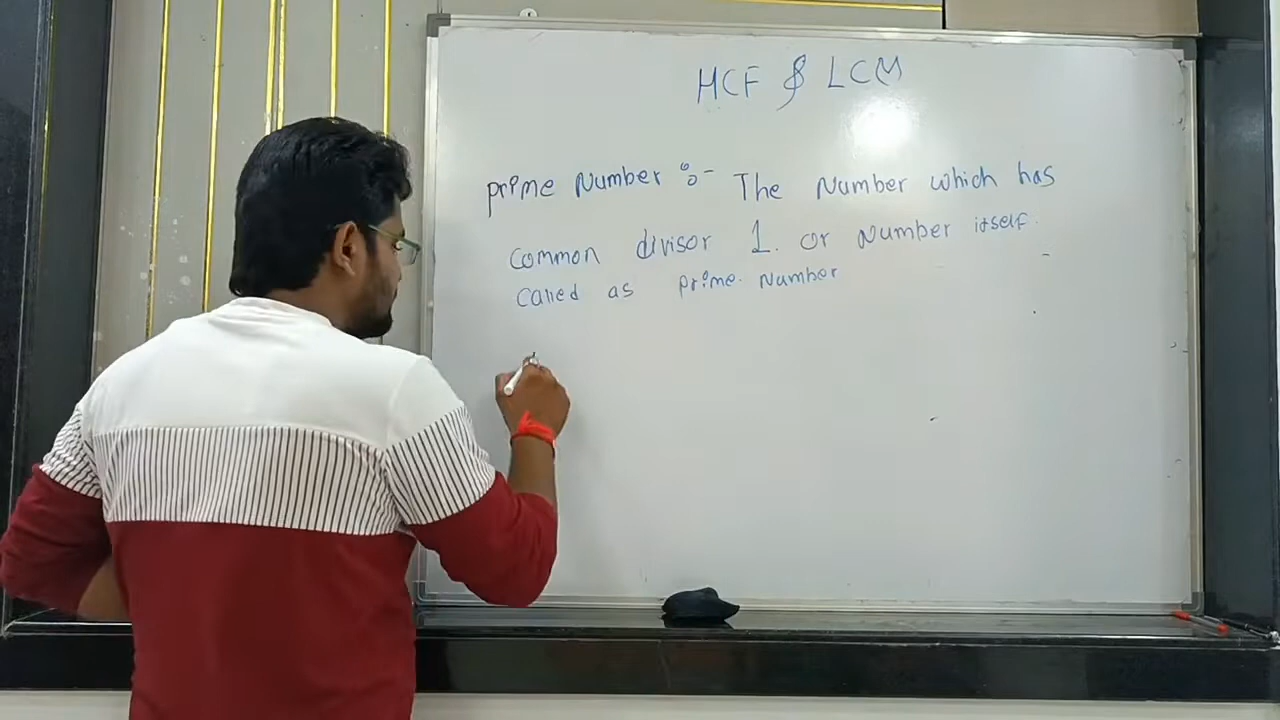 HCF & LCM
prime Number :- The Number which has
common divisor 1. or Number itself.
called as prime. Number